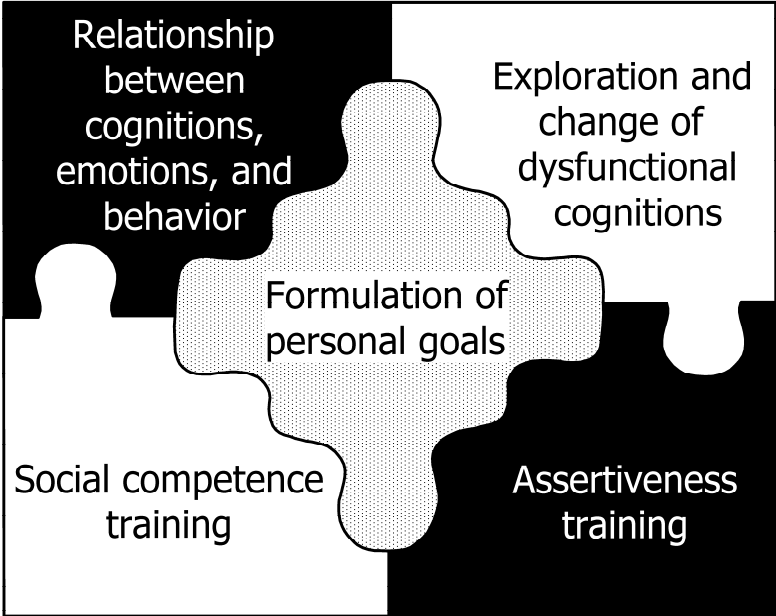 Relationship
between
cognitions,
emotions, and
behavior
Exploration and
change of
dysfunctional
cognitions
Formulation of
personal goals
Social competence
training
Assertiveness
training